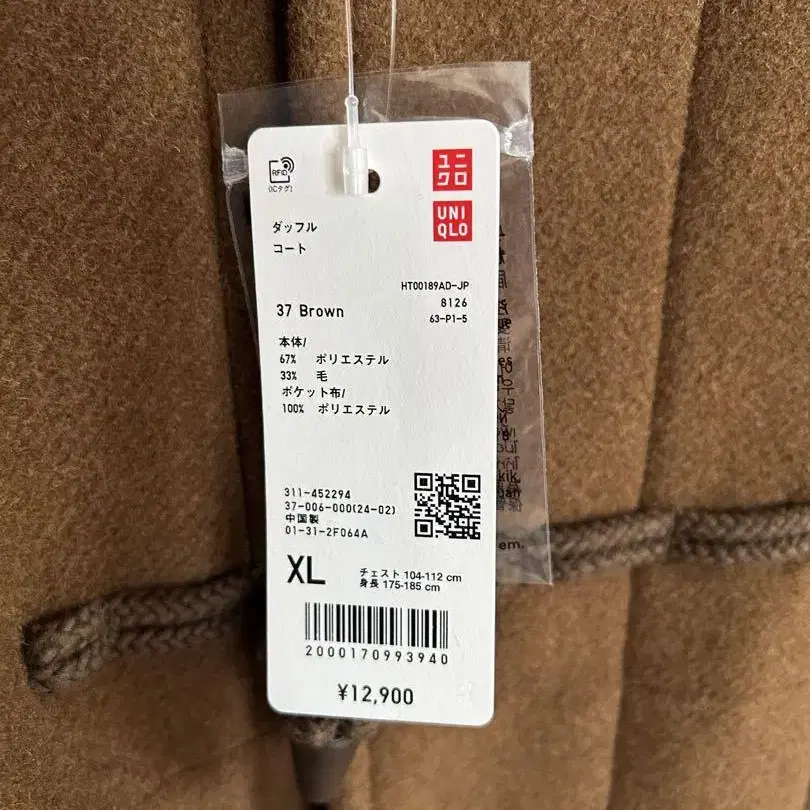 RFID
(ICタグ)
ユニ
クロ
UNI
QLO
ダッフル
コート
HT00189AD-JP
8126
37 Brown
63-P1-5
本体/
67% ポリエステル
33% 毛
ポケット布/
100% ポリエステル
311-452294
37-006-000(24-02)
中国製
01-31-2F064A
XL
チェスト 104-112 cm
身長 175-185 cm
2000170993940
¥12,900
em.